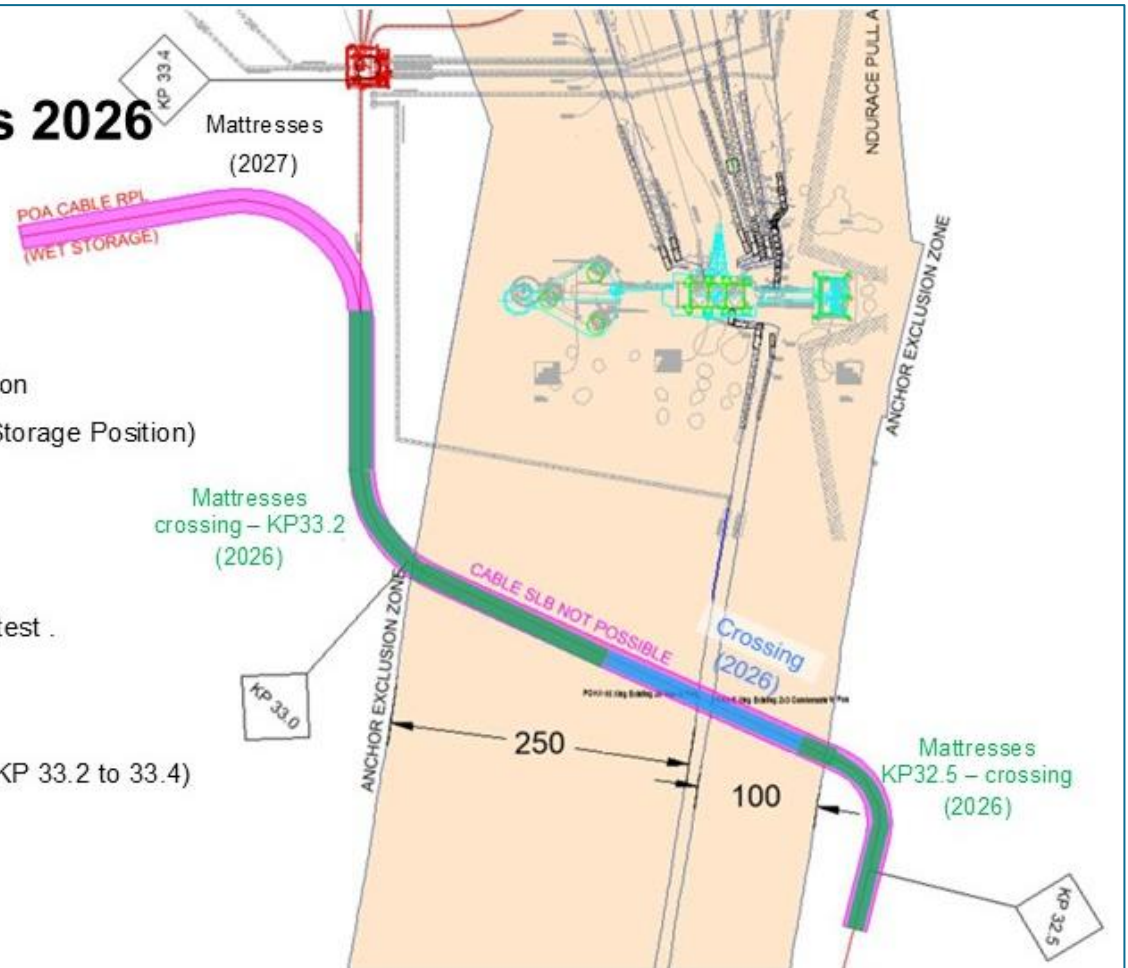 s 2026
KP 33.4
Mattresses
(2027)
NDURACE PULL A
POA CABLE RPL
(WET STORAGE)
ANCHOR EXCLUSION ZONE
on
Storage Position)
Mattresses
crossing – KP33.2
(2026)
CABLE SLB NOT POSSIBLE
test .
Crossing
(2026)
KP 33.0
ANCHOR EXCLUSION ZONE
250
KP 33.2 to 33.4)
100
Mattresses
KP32.5 – crossing
(2026)
KP 32.5